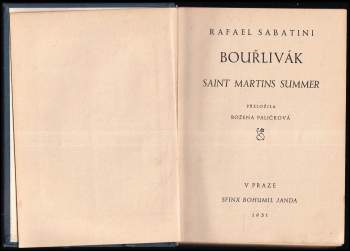 RAFAEL SABATINI
BOUŘLIVÁK
SAINT MARTINS SUMMER
PŘELOŽILA
BOŽENA PALIČKOVÁ
V PRAZE
SFINX BOHUMIL JANDA
1931